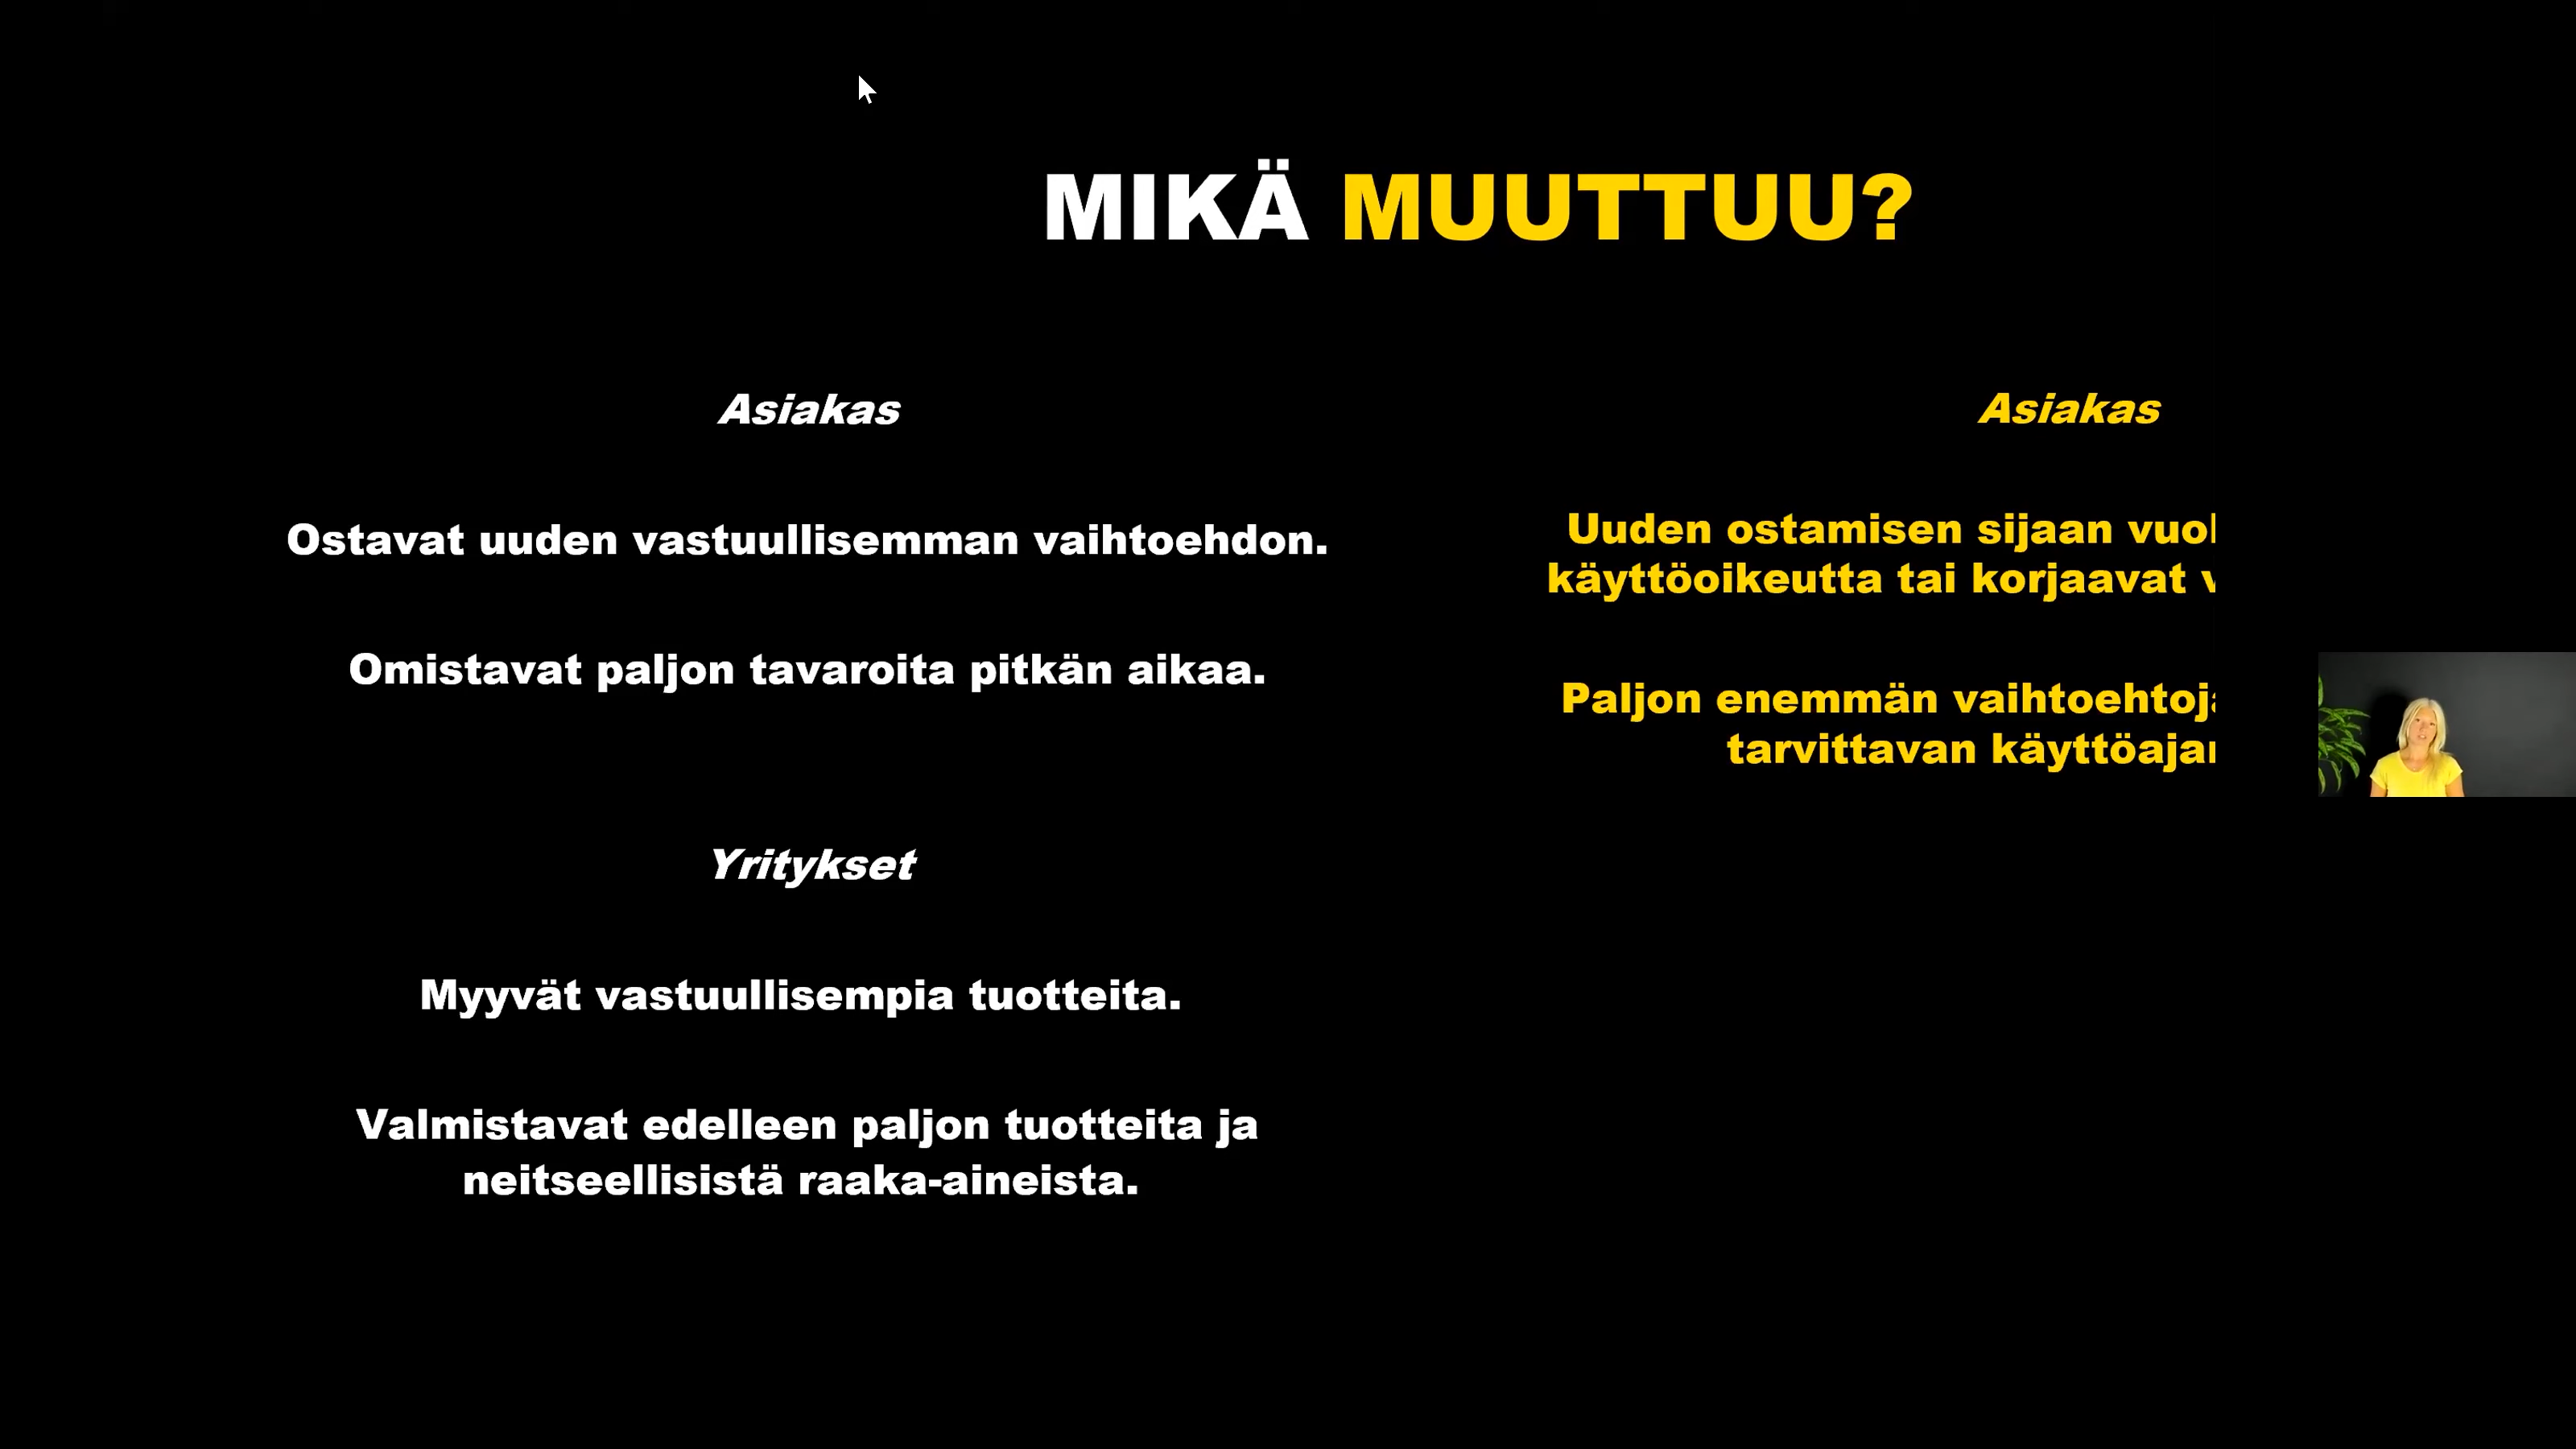 MIKÄ MUUTTUU?
Asiakas
Ostavat uuden vastuullisemman vaihtoehdon.
Omistavat paljon tavaroita pitkän aikaa.
Yritykset
Myyvät vastuullisempia tuotteita.
Valmistavat edelleen paljon tuotteita ja
neitseellisistä raaka-aineista.
Asiakas
Uuden ostamisen sijaan
käyttöoikeutta tai korjaavat
Paljon enemmän
tarvittavan